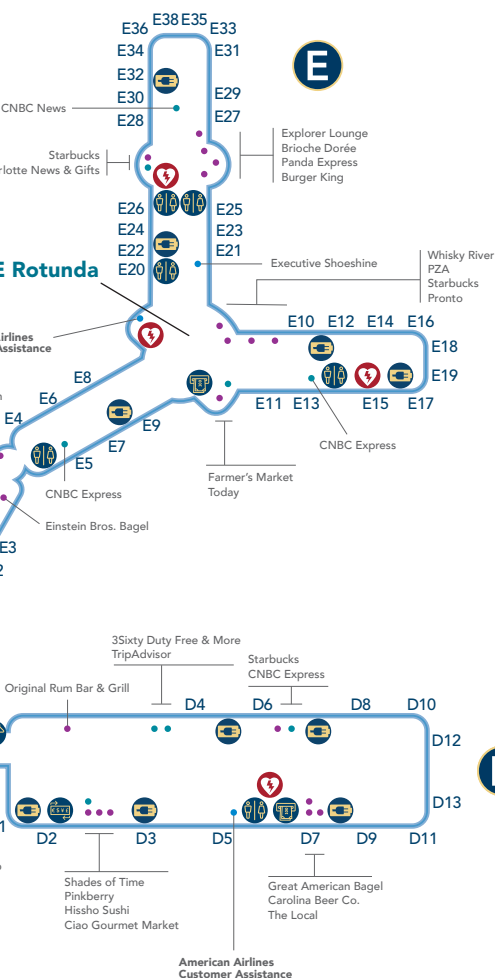 E38 E35
E36
E33
E34
E31
E
E32
E29
E30
CNBC News
E28
E27
Explorer Lounge
Brioche Dorée
Panda Express
Burger King
Starbucks
rlotte News & Gifts
E26
E25
E24
E23
E22
E21
E20
Executive Shoeshine
E Rotunda
Whisky River
PZA
Starbucks
Pronto
E10 E12 E14 E16
irlines
Assistance
E18
E19
E8
E6
E4
E11 E13 E15 E17
E9
E7
E5
CNBC Express
Farmer's Market
Today
CNBC Express
Einstein Bros. Bagel
E3
2
3Sixty Duty Free & More
TripAdvisor
Starbucks
CNBC Express
Original Rum Bar & Grill
D4 D6 D8 D10
D12
D13
1
D2 D3 D5 D7 D9 D11
Shades of Time
Pinkberry
Hissho Sushi
Ciao Gourmet Market
Great American Bagel
Carolina Beer Co.
The Local
American Airlines
Customer Assistance